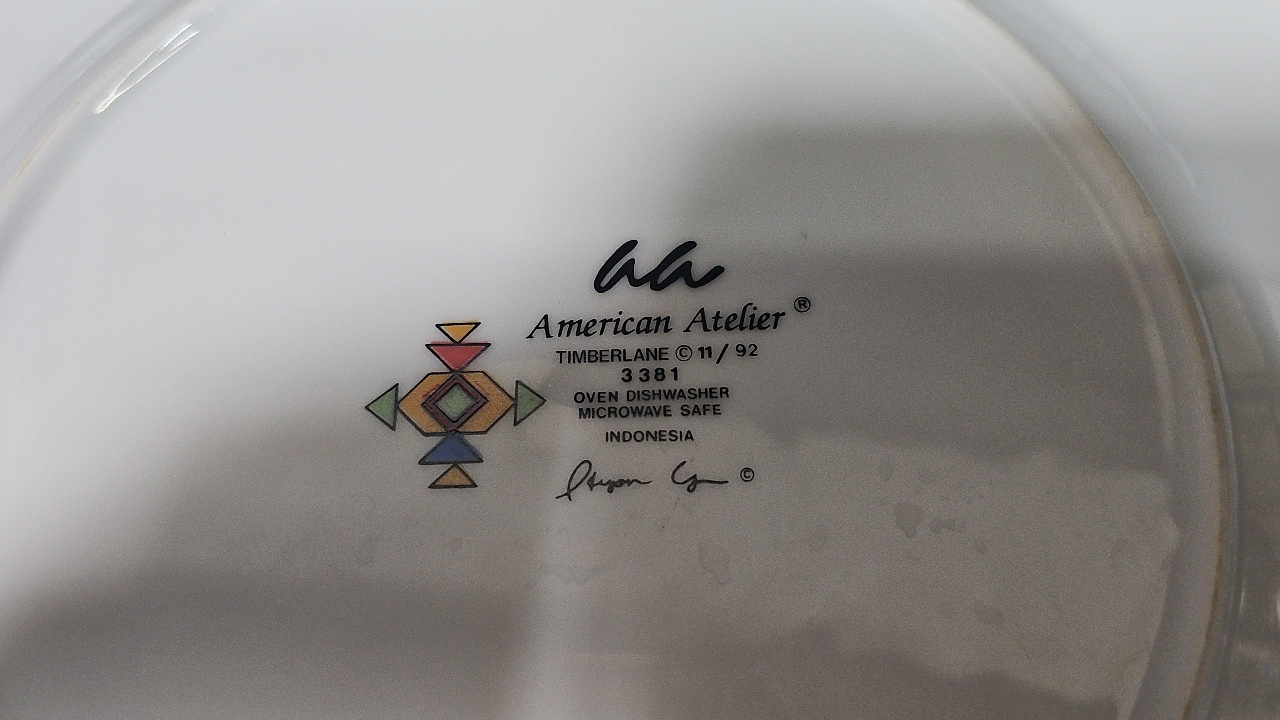 aa
American Atelier ®
TIMBERLANE © 11/92
3381
OVEN DISHWASHER
MICROWAVE SAFE
INDONESIA
©